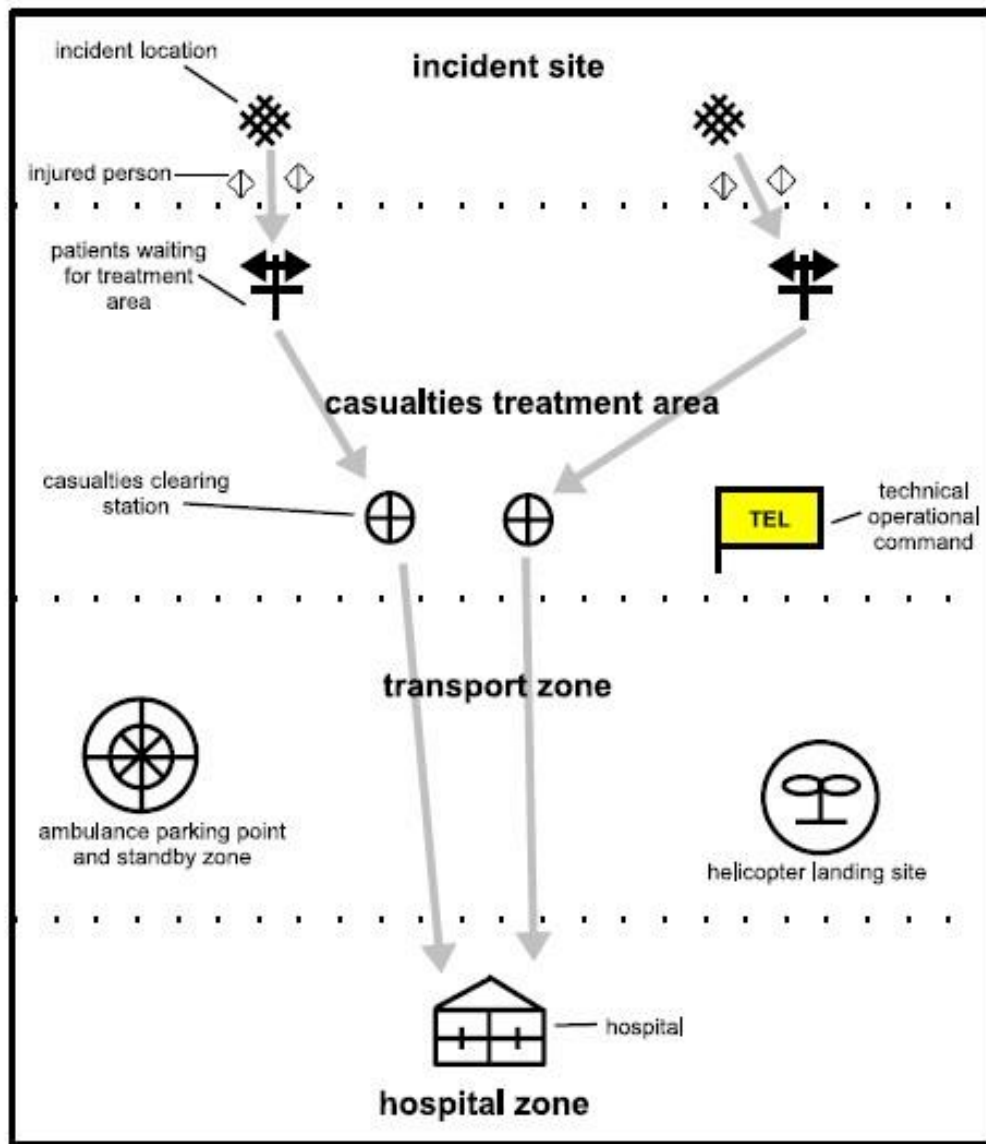 incident location
incident site
injured person
patients waiting
for treatment
area
casualties treatment area
casualties clearing
station
TEL
technical
operational
command
transport zone
ambulance parking point
and standby zone
helicopter landing site
hospital
hospital zone